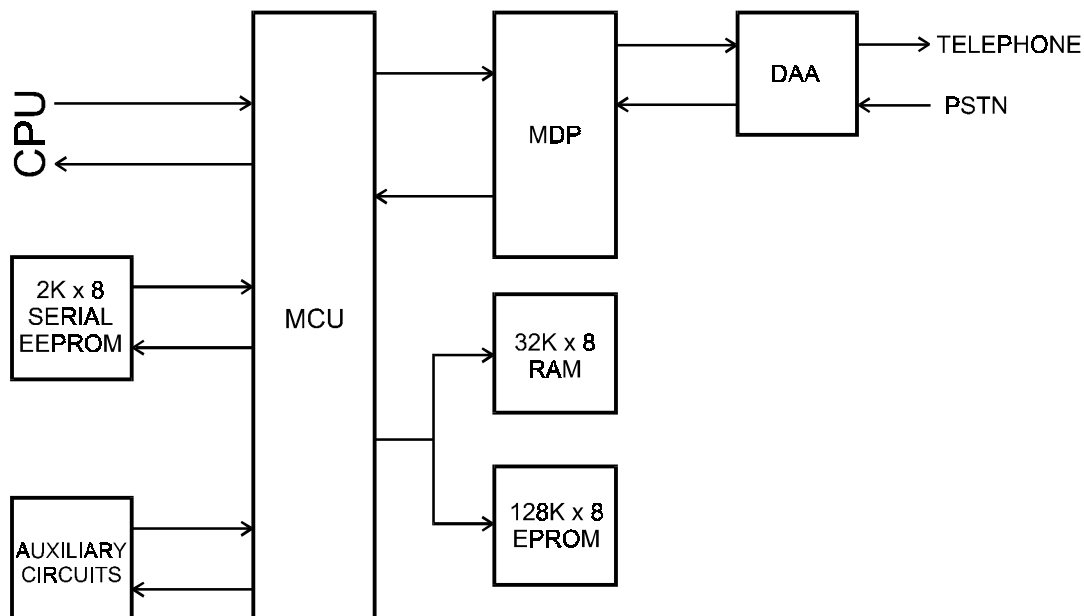 CPU
MCU
MDP
DAA
TELEPHONE
PSTN
2K x 8
SERIAL
EEPROM
32K x 8
RAM
128K x 8
EPROM
AUXILIARY
CIRCUITS